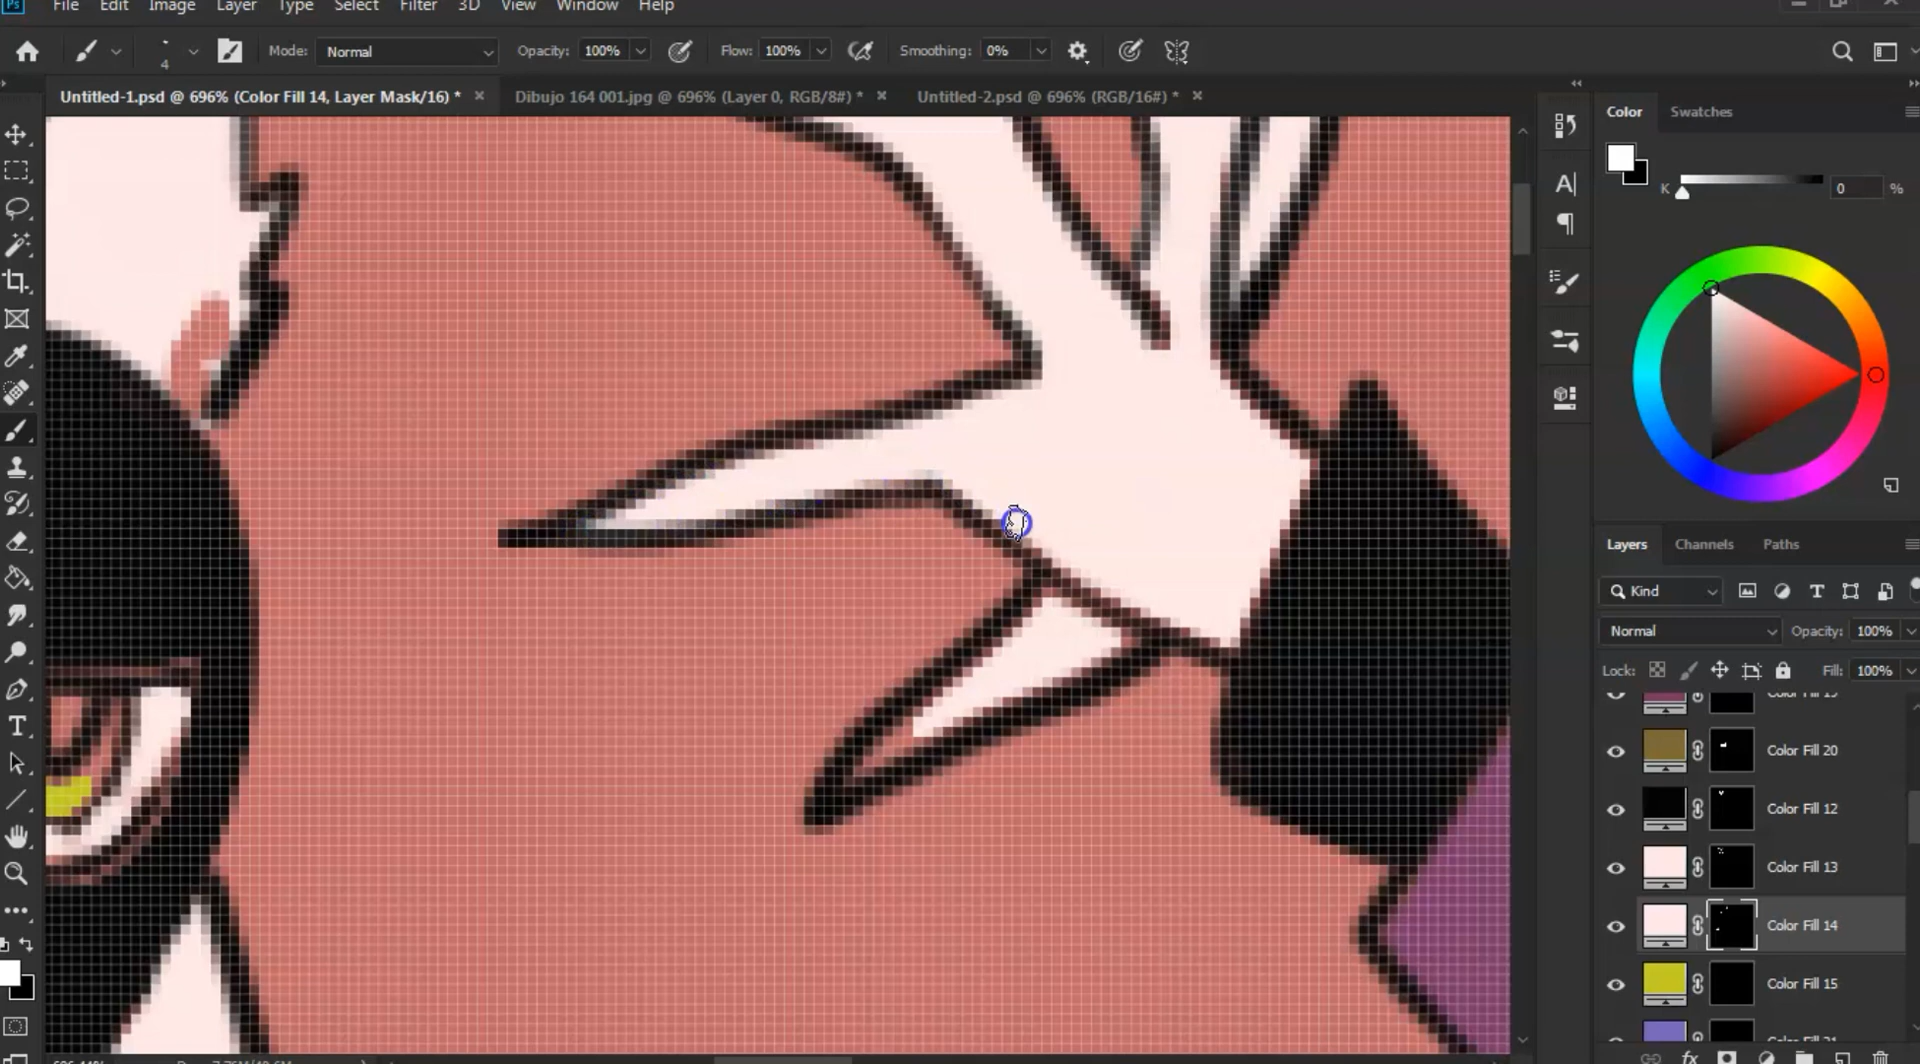 Ps File Edit Image Layer Type Select Filter 3D View Window Help
4 Mode: Normal Opacity: 100% Flow: 100% Smoothing: 0%
Untitled-1.psd @ 696% (Color Fill 14, Layer Mask/16) * Dibujo 164 001.jpg @ 696% (Layer 0, RGB/8#) * Untitled-2.psd @ 696% (RGB/16#) *
Color Swatches
K 0 %
Layers Channels Paths
Kind
Normal Opacity: 100%
Lock: Fill: 100%
Color Fill 20
Color Fill 12
Color Fill 13
Color Fill 14
Color Fill 15